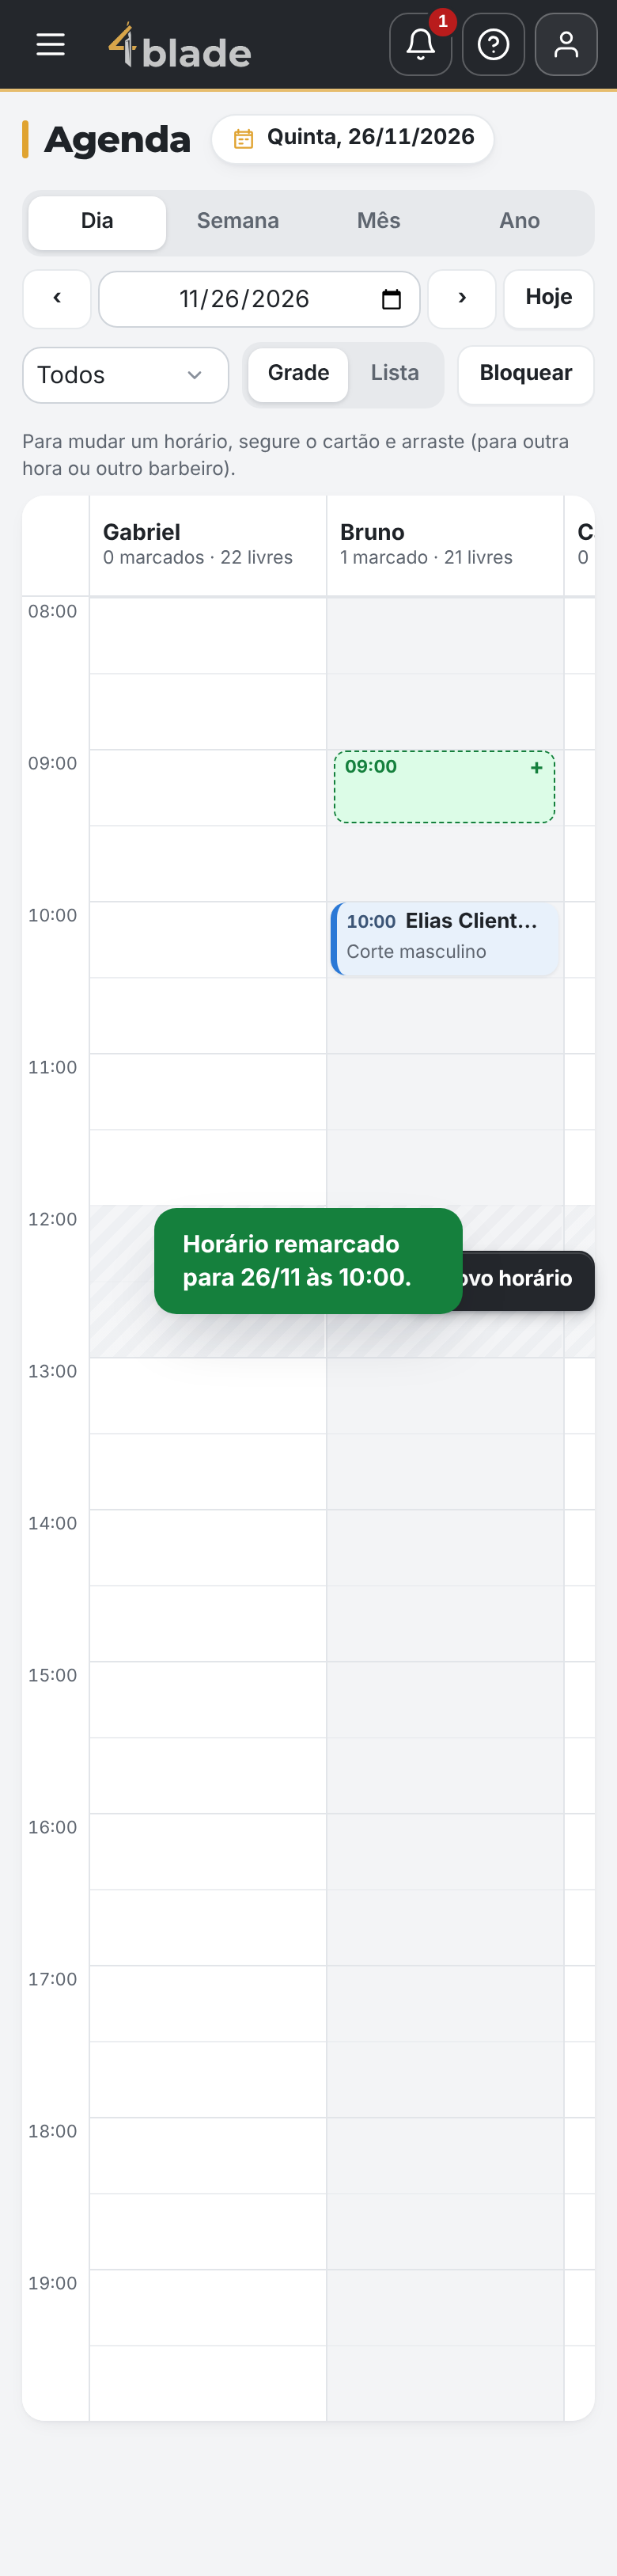 4blade
1
Agenda
Quinta, 26/11/2026
Dia
Semana
Mês
Ano
‹
11/26/2026
›
Hoje
Todos
Grade
Lista
Bloquear
Para mudar um horário, segure o cartão e arraste (para outra
hora ou outro barbeiro).
Gabriel
0 marcados · 22 livres
Bruno
1 marcado · 21 livres
C
0
08:00
09:00
09:00 +
10:00
10:00 Elias Client...
Corte masculino
11:00
12:00
Horário remarcado
para 26/11 às 10:00.
ovo horário
13:00
14:00
15:00
16:00
17:00
18:00
19:00